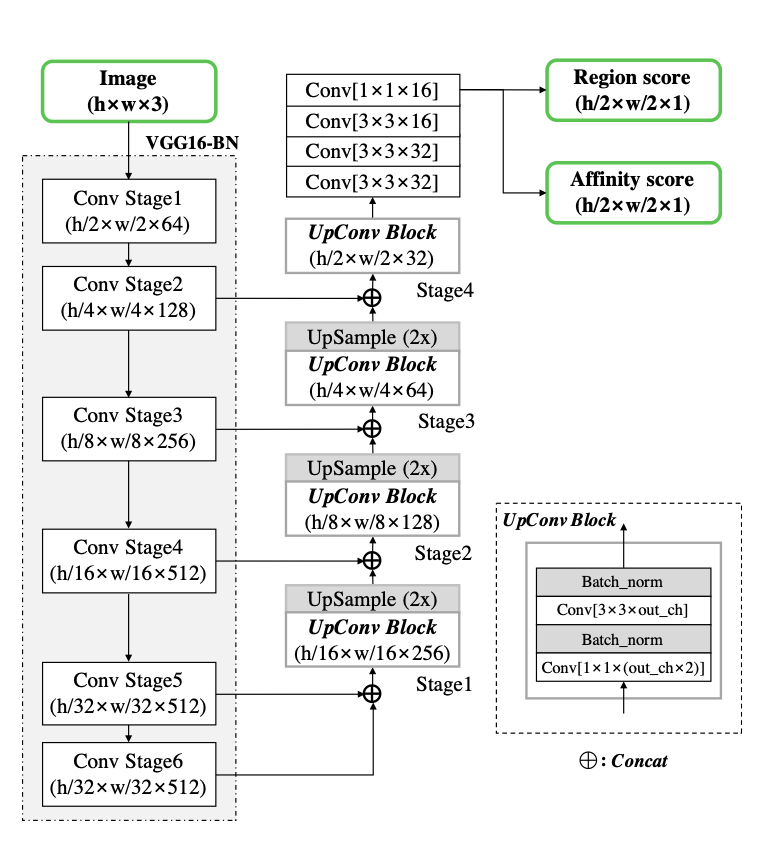 Image
(h×w×3)
VGG16-BN
Conv Stage1
(h/2×w/2×64)
Conv Stage2
(h/4×w/4×128)
Conv Stage3
(h/8×w/8×256)
Conv Stage4
(h/16×w/16×512)
Conv Stage5
(h/32×w/32×512)
Conv Stage6
(h/32×w/32×512)
Conv[1×1×16]
Conv[3×3×16]
Conv[3×3×32]
Conv[3×3×32]
UpConv Block
(h/2×w/2×32)
Stage4
UpSample (2x)
UpConv Block
(h/4×w/4×64)
Stage3
UpSample (2x)
UpConv Block
(h/8×w/8×128)
Stage2
UpSample (2x)
UpConv Block
(h/16×w/16×256)
Stage1
Region score
(h/2×w/2×1)
Affinity score
(h/2×w/2×1)
UpConv Block
Batch_norm
Conv[3×3×out_ch]
Batch_norm
Conv[1×1×(out_ch×2)]
⊕ : Concat